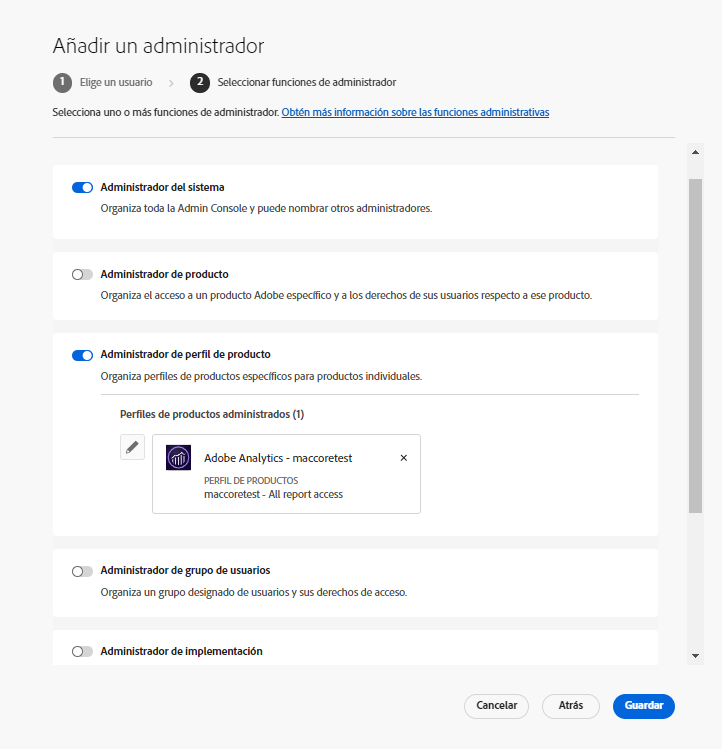 Añadir un administrador
1 Elige un usuario > 2 Seleccionar funciones de administrador
Selecciona uno o más funciones de administrador. Obtén más información sobre las funciones administrativas
Administrador del sistema
Organiza toda la Admin Console y puede nombrar otros administradores.
Administrador de producto
Organiza el acceso a un producto Adobe específico y a los derechos de sus usuarios respecto a ese producto.
Administrador de perfil de producto
Organiza perfiles de productos específicos para productos individuales.
Perfiles de productos administrados (1)
Adobe Analytics - maccoretest
PERFIL DE PRODUCTOS
maccoretest - All report access
Administrador de grupo de usuarios
Organiza un grupo designado de usuarios y sus derechos de acceso.
Administrador de implementación
Cancelar Atrás Guardar